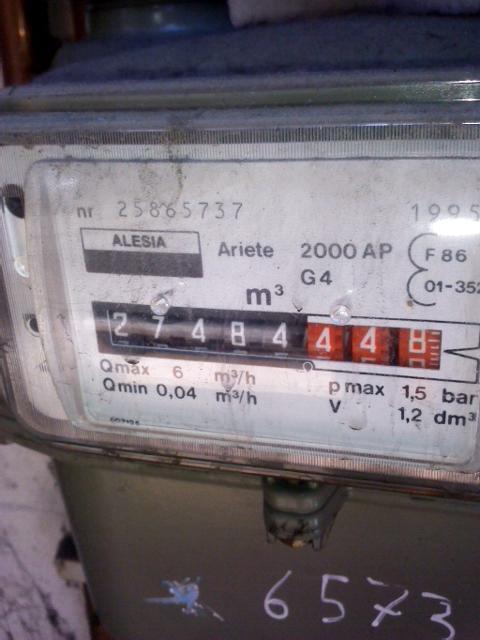 nr 25865737 1995
ALESIA Ariete 2000 AP F 86
G4 01-352
m³
2 7 4 8 4 4 4 8
Qmax 6 m³/h p max 1,5 bar
Qmin 0,04 m³/h V 1,2 dm³
6573